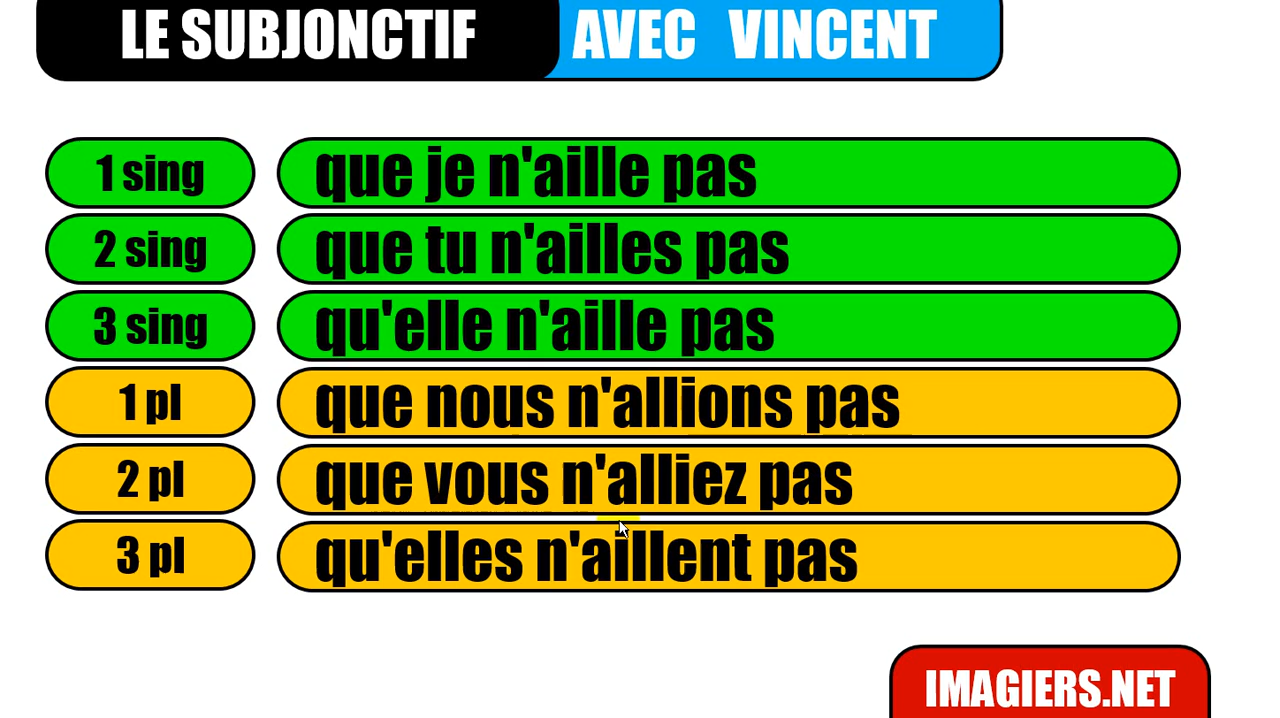 LE SUBJONCTIF AVEC VINCENT
1 sing que je n'aille pas
2 sing que tu n'ailles pas
3 sing qu'elle n'aille pas
1 pl que nous n'allions pas
2 pl que vous n'alliez pas
3 pl qu'elles n'aillent pas
IMAGIERS.NET